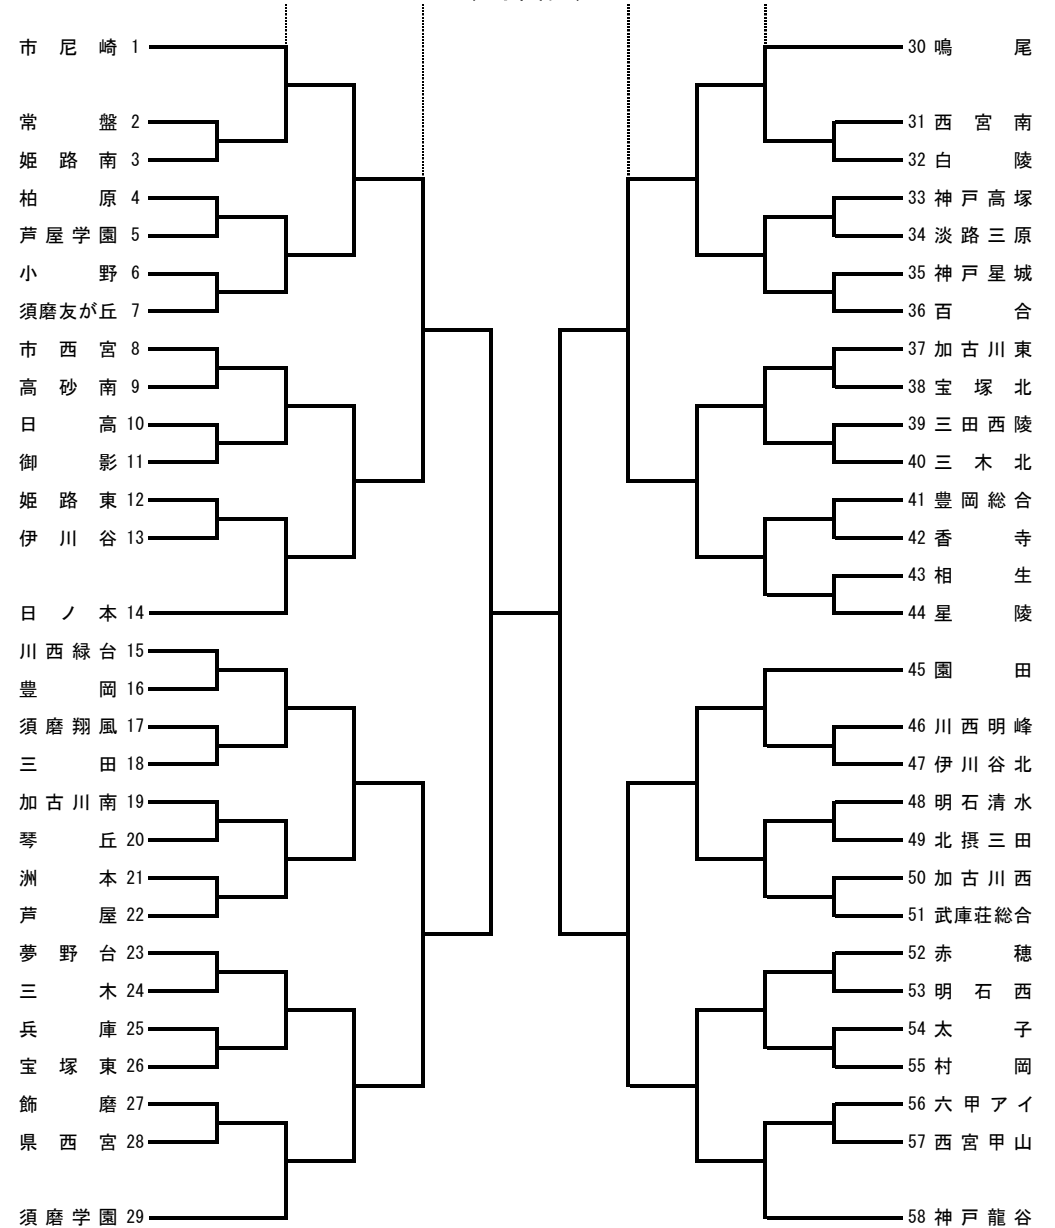 市尼崎 1
常盤 2
姫路南 3
柏原 4
芦屋学園 5
小野 6
須磨友が丘 7
市西宮 8
高砂南 9
日高 10
御影 11
姫路東 12
伊川谷 13
日ノ本 14
川西緑台 15
豊岡 16
須磨翔風 17
三田 18
加古川南 19
琴丘 20
洲本 21
芦屋 22
夢野台 23
三木 24
兵庫 25
宝塚東 26
飾磨 27
県西宮 28
須磨学園 29
30 鳴尾
31 西宮南
32 白陵
33 神戸高塚
34 淡路三原
35 神戸星城
36 百合
37 加古川東
38 宝塚北
39 三田西陵
40 三木北
41 豊岡総合
42 香寺
43 相生
44 星陵
45 園田
46 川西明峰
47 伊川谷北
48 明石清水
49 北摂三田
50 加古川西
51 武庫荘総合
52 赤穂
53 明石西
54 太子
55 村岡
56 六甲アイ
57 西宮甲山
58 神戸龍谷